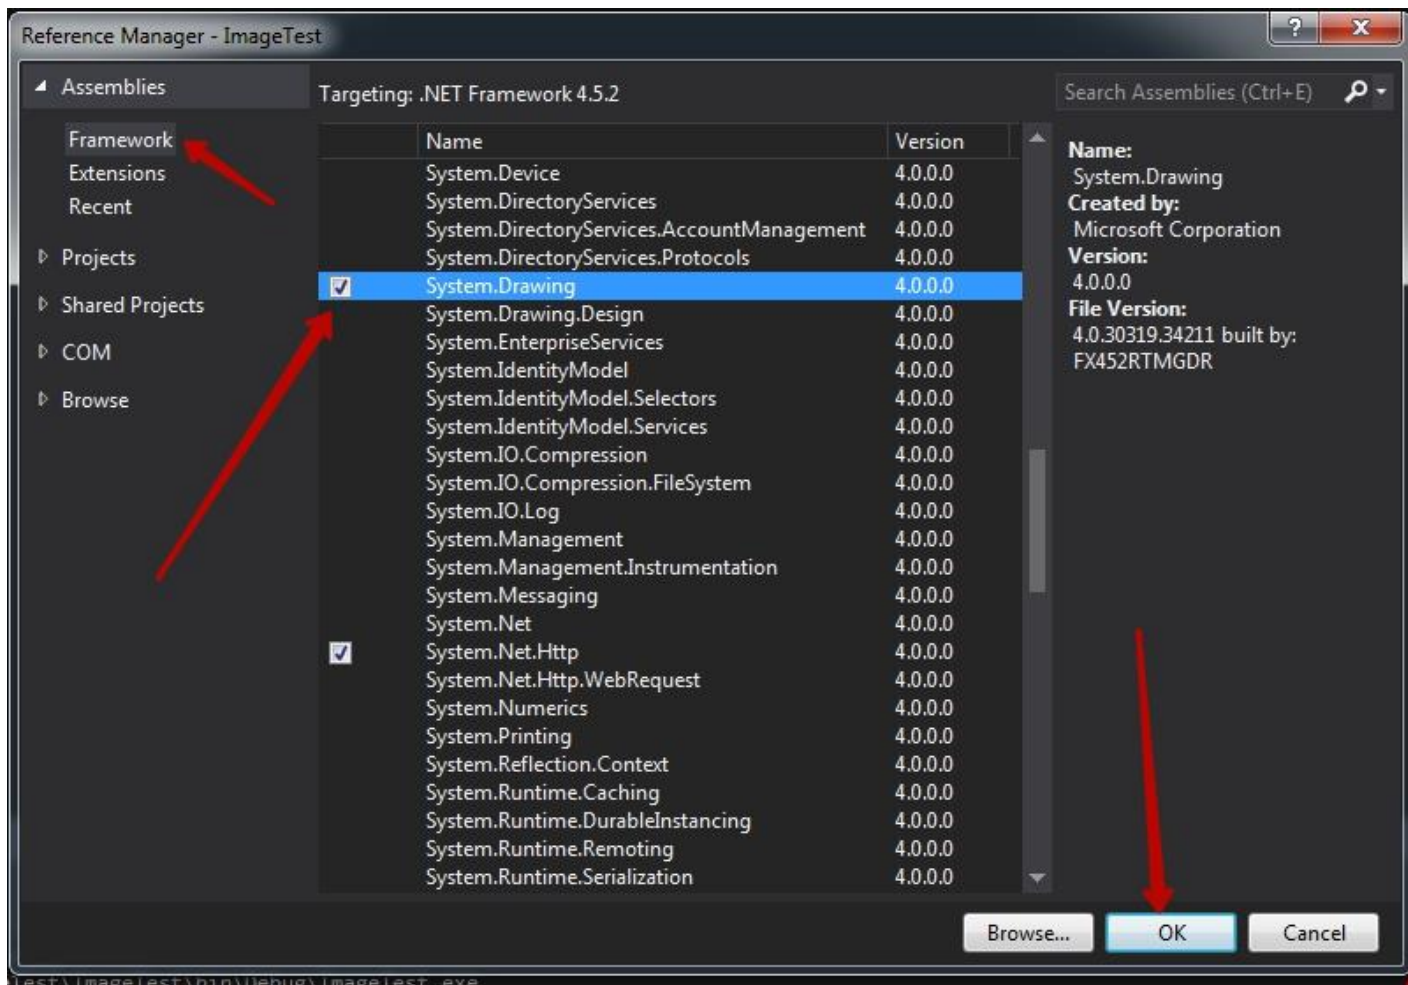 Reference Manager - ImageTest
Assemblies
Framework
Extensions
Recent
Projects
Shared Projects
COM
Browse
Targeting: .NET Framework 4.5.2
Search Assemblies (Ctrl+E)
Name Version
System.Device 4.0.0.0
System.DirectoryServices 4.0.0.0
System.DirectoryServices.AccountManagement 4.0.0.0
System.DirectoryServices.Protocols 4.0.0.0
System.Drawing 4.0.0.0
System.Drawing.Design 4.0.0.0
System.EnterpriseServices 4.0.0.0
System.IdentityModel 4.0.0.0
System.IdentityModel.Selectors 4.0.0.0
System.IdentityModel.Services 4.0.0.0
System.IO.Compression 4.0.0.0
System.IO.Compression.FileSystem 4.0.0.0
System.IO.Log 4.0.0.0
System.Management 4.0.0.0
System.Management.Instrumentation 4.0.0.0
System.Messaging 4.0.0.0
System.Net 4.0.0.0
System.Net.Http 4.0.0.0
System.Net.Http.WebRequest 4.0.0.0
System.Numerics 4.0.0.0
System.Printing 4.0.0.0
System.Reflection.Context 4.0.0.0
System.Runtime.Caching 4.0.0.0
System.Runtime.DurableInstancing 4.0.0.0
System.Runtime.Remoting 4.0.0.0
System.Runtime.Serialization 4.0.0.0
Name:
System.Drawing
Created by:
Microsoft Corporation
Version:
4.0.0.0
File Version:
4.0.30319.34211 built by:
FX452RTMGDR
Browse... OK Cancel
\ImageTest\bin\Debug\ImageTest.exe